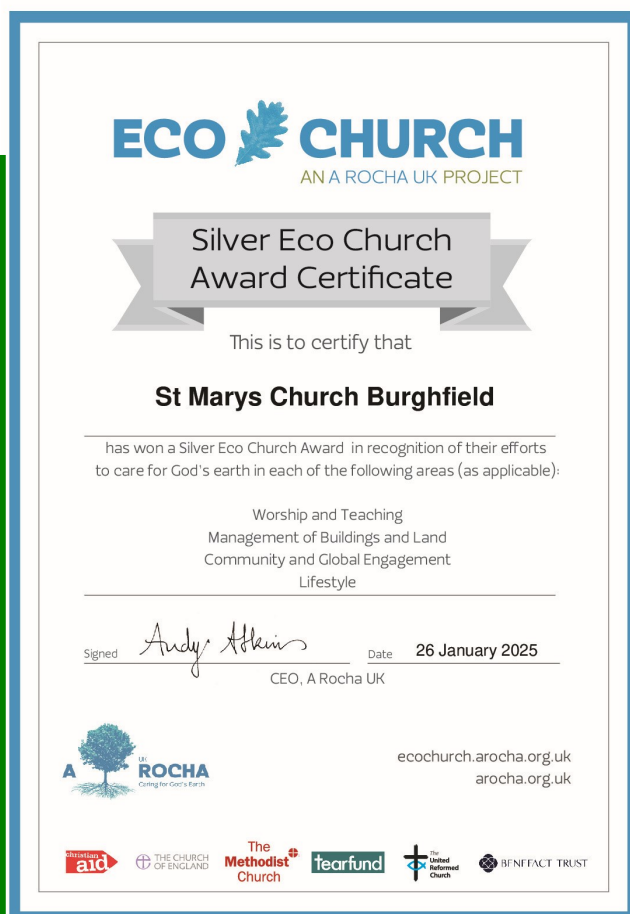 ECO CHURCH
AN A ROCHA UK PROJECT
Silver Eco Church
Award Certificate
This is to certify that
St Marys Church Burghfield
has won a Silver Eco Church Award in recognition of their efforts
to care for God's earth in each of the following areas (as applicable):
Worship and Teaching
Management of Buildings and Land
Community and Global Engagement
Lifestyle
Signed Andy Atkins Date 26 January 2025
CEO, A Rocha UK
A ROCHA UK
Caring for God's Earth
ecochurch.arocha.org.uk
arocha.org.uk
christian aid
THE CHURCH
OF ENGLAND
The
Methodist
Church
tearfund
The
United
Reformed
Church
BENEFACT TRUST